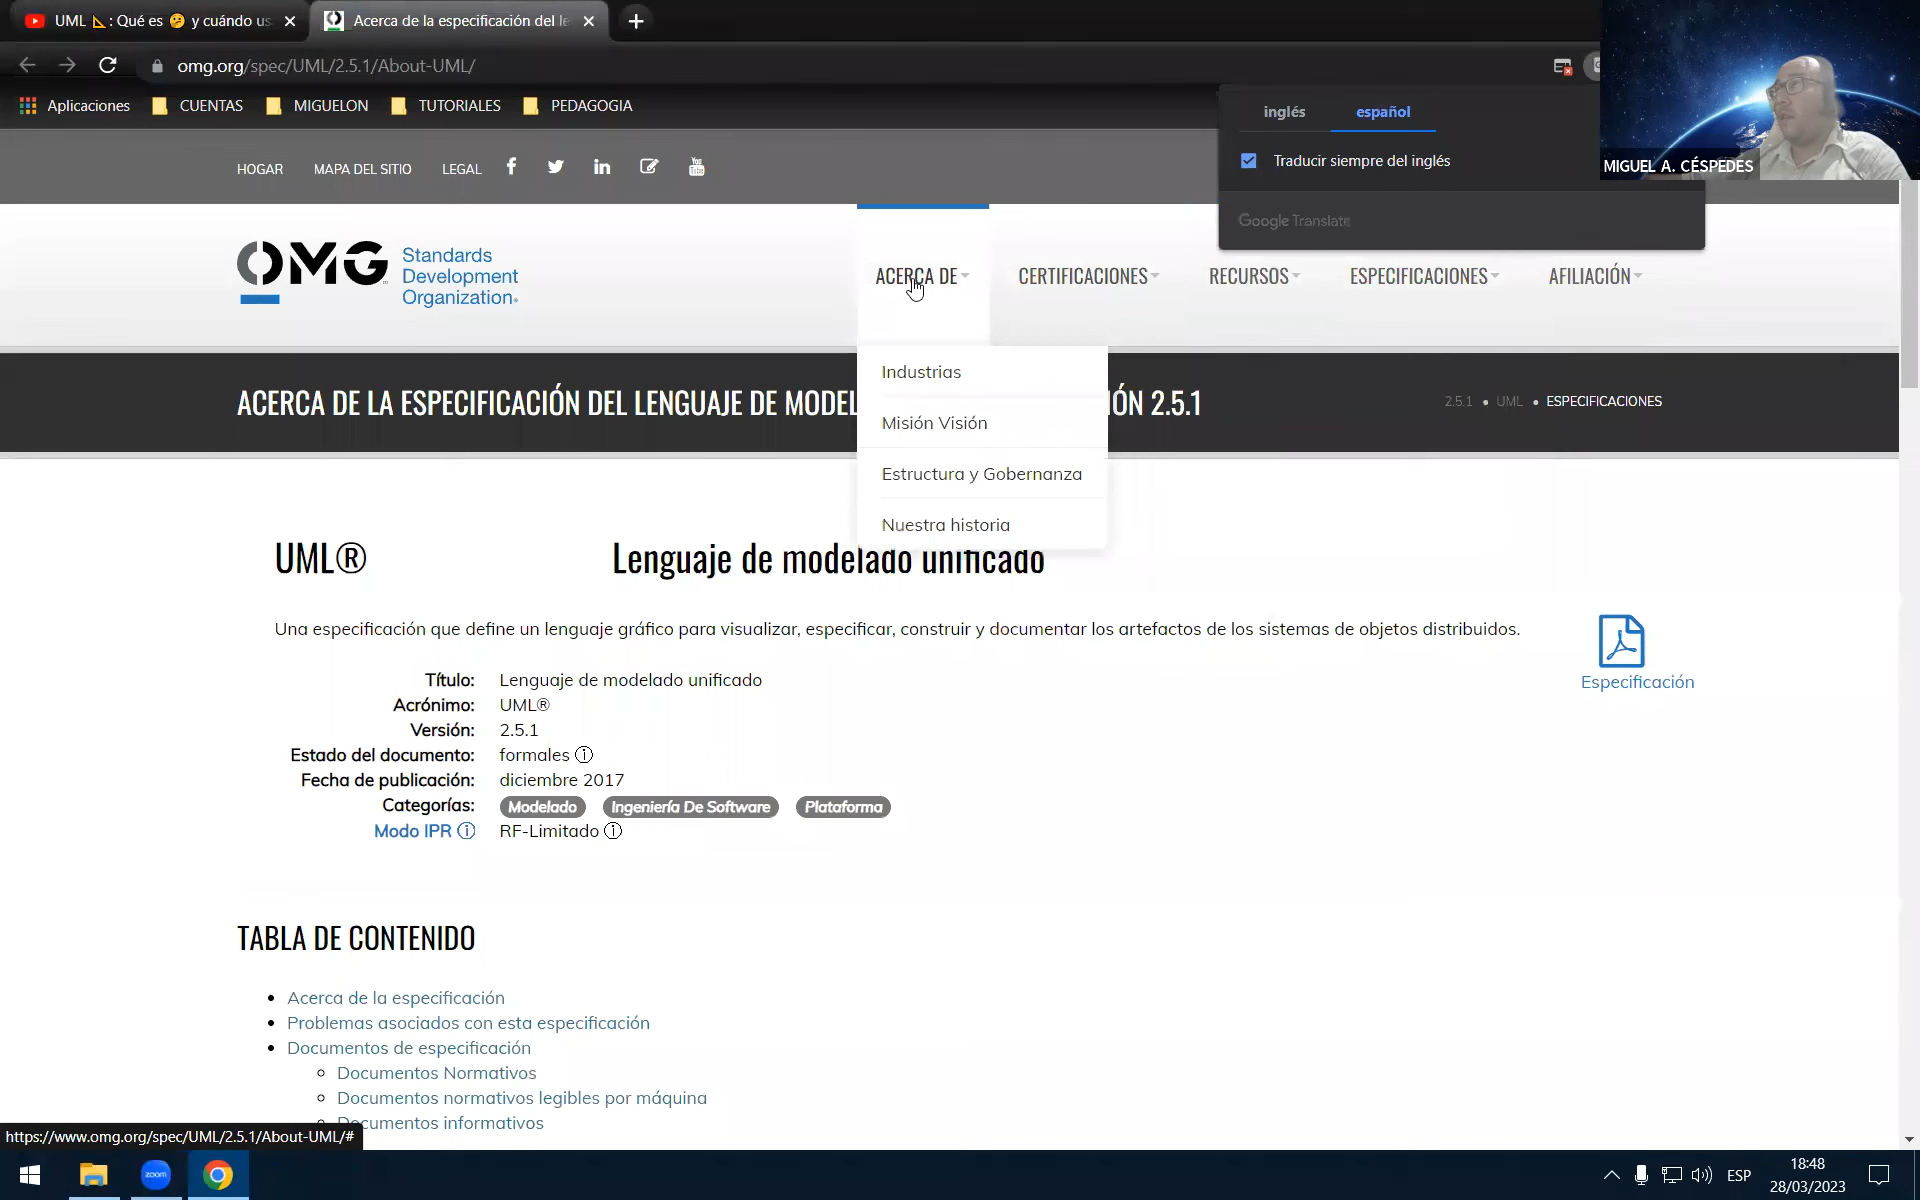 UML 📐: Qué es 🤔 y cuándo us
Acerca de la especificación del le
omg.org/spec/UML/2.5.1/About-UML/
Aplicaciones
CUENTAS
MIGUELON
TUTORIALES
PEDAGOGIA
inglés
español
Traducir siempre del inglés
Google Translate
MIGUEL A. CÉSPEDES
HOGAR
MAPA DEL SITIO
LEGAL
OMG
Standards
Development
Organization
ACERCA DE
CERTIFICACIONES
RECURSOS
ESPECIFICACIONES
AFILIACIÓN
Industrias
Misión Visión
Estructura y Gobernanza
Nuestra historia
ACERCA DE LA ESPECIFICACIÓN DEL LENGUAJE DE MODEL ÓN 2.5.1
2.5.1 • UML • ESPECIFICACIONES
UML® Lenguaje de modelado unificado
Una especificación que define un lenguaje gráfico para visualizar, especificar, construir y documentar los artefactos de los sistemas de objetos distribuidos.
Especificación
Título: Lenguaje de modelado unificado
Acrónimo: UML®
Versión: 2.5.1
Estado del documento: formales
Fecha de publicación: diciembre 2017
Categorías: Modelado Ingeniería De Software Plataforma
Modo IPR RF-Limitado
TABLA DE CONTENIDO
• Acerca de la especificación
• Problemas asociados con esta especificación
• Documentos de especificación
Documentos Normativos
Documentos normativos legibles por máquina
Documentos informativos
https://www.omg.org/spec/UML/2.5.1/About-UML/#
zoom
ESP
18:48
28/03/2023